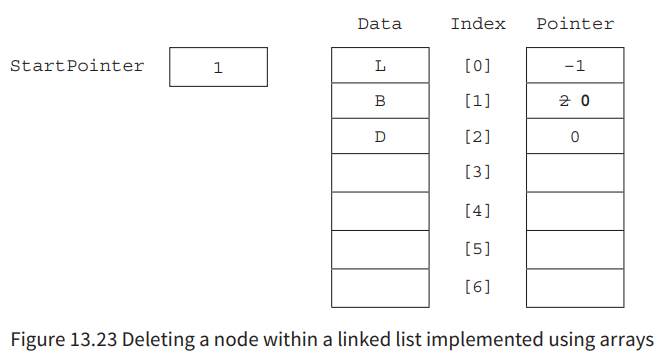 Data Index Pointer
StartPointer 1 L [0] -1
B [1] 2 0
D [2] 0
[3]
[4]
[5]
[6]
Figure 13.23 Deleting a node within a linked list implemented using arrays